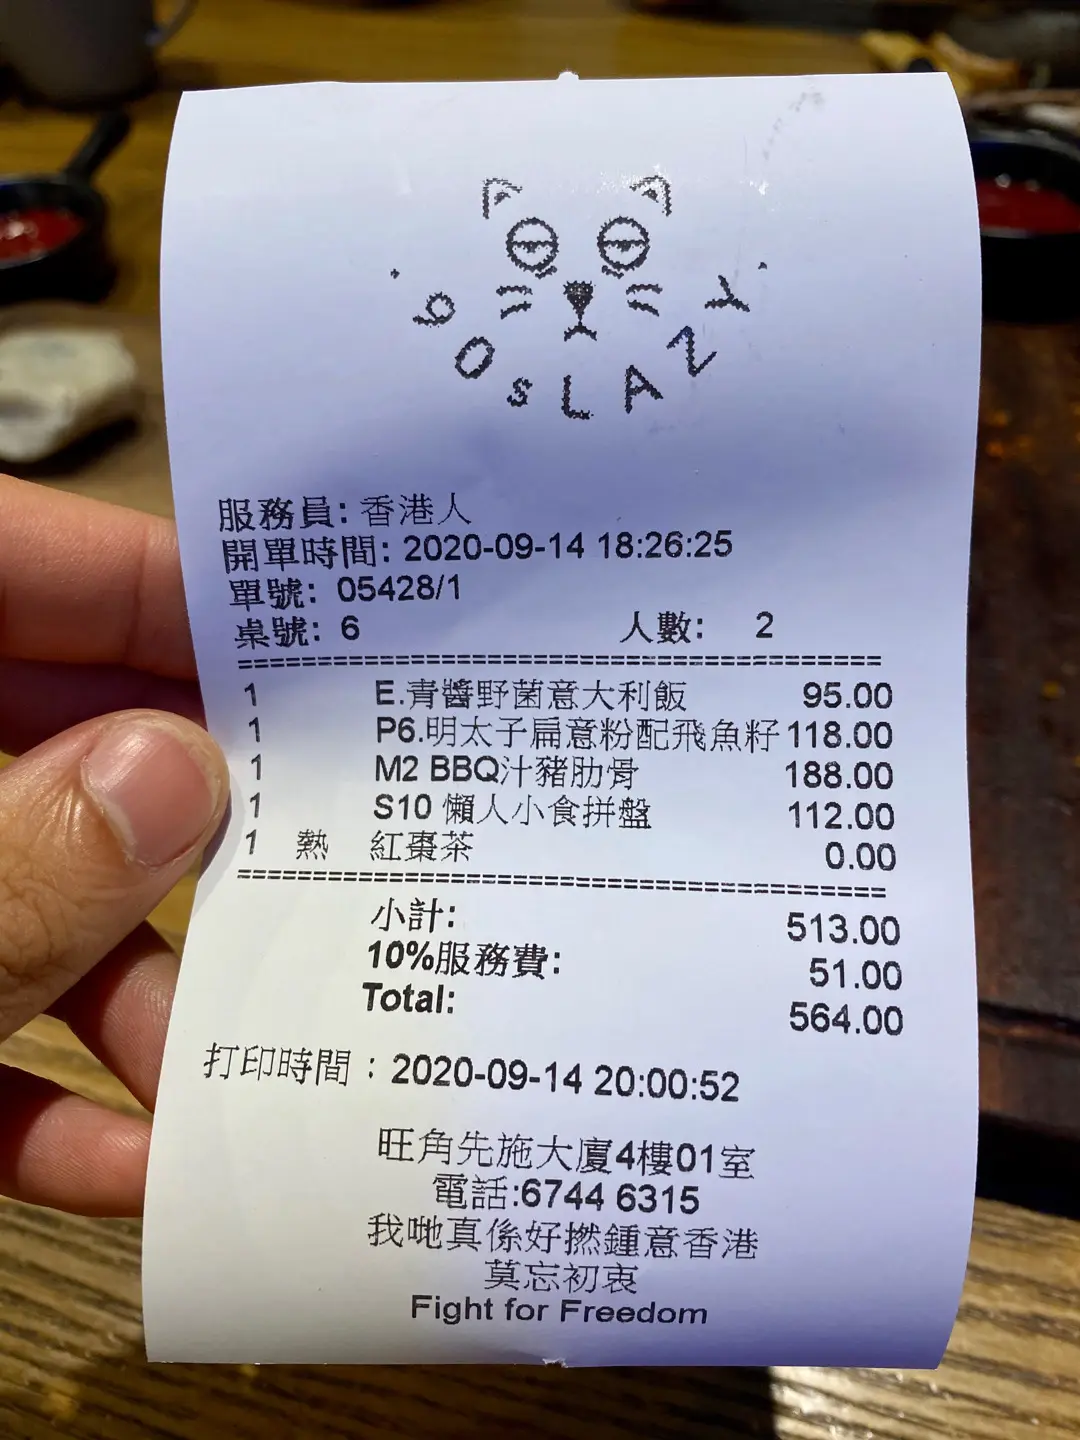 boSLAZY
服務員: 香港人
開單時間: 2020-09-14 18:26:25
單號: 05428/1
桌號: 6 人數: 2
1 E.青醬野菌意大利飯 95.00
1 P6.明太子扁意粉配飛魚籽 118.00
1 M2 BBQ汁豬肋骨 188.00
1 S10 懶人小食拼盤 112.00
1 熱 紅棗茶 0.00
小計: 513.00
10%服務費: 51.00
Total: 564.00
打印時間：2020-09-14 20:00:52
旺角先施大廈4樓01室
電話:6744 6315
我哋真係好撚鍾意香港
莫忘初衷
Fight for Freedom